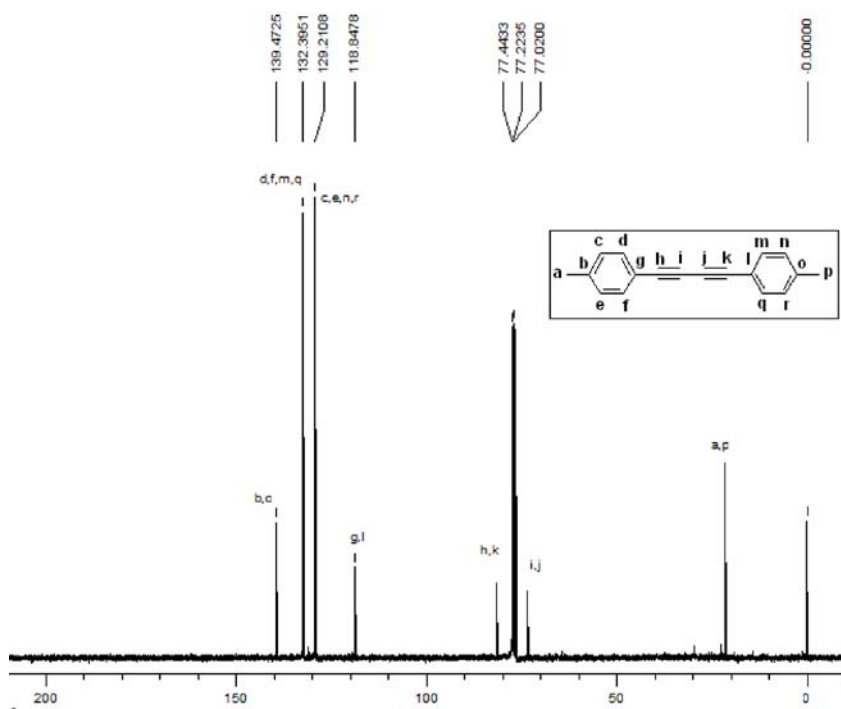 139.4725
132.3951
129.2108
118.8478
77.4433
77.2235
77.0200
-0.00000
d,f,m,q
c,e,n,r
c d m n
a b g h i j k l o p
e f q r
a,p
b,o
g,l
h,k
i,j
200 150 100 50 0